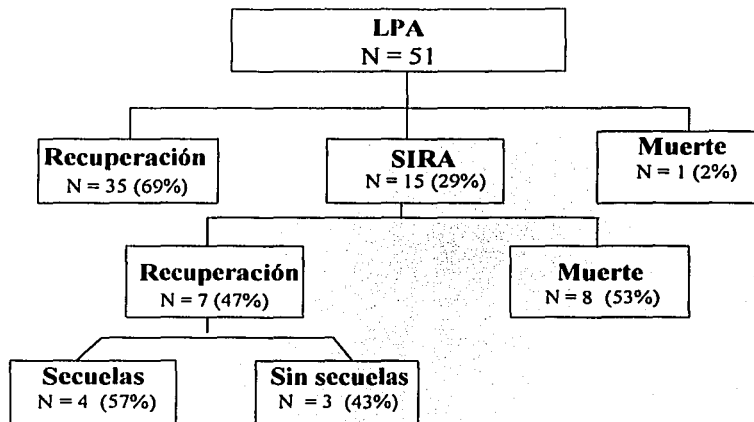 LPA
N = 51
Recuperación
N = 35 (69%)
SIRA
N = 15 (29%)
Muerte
N = 1 (2%)
Recuperación
N = 7 (47%)
Muerte
N = 8 (53%)
Secuelas
N = 4 (57%)
Sin secuelas
N = 3 (43%)